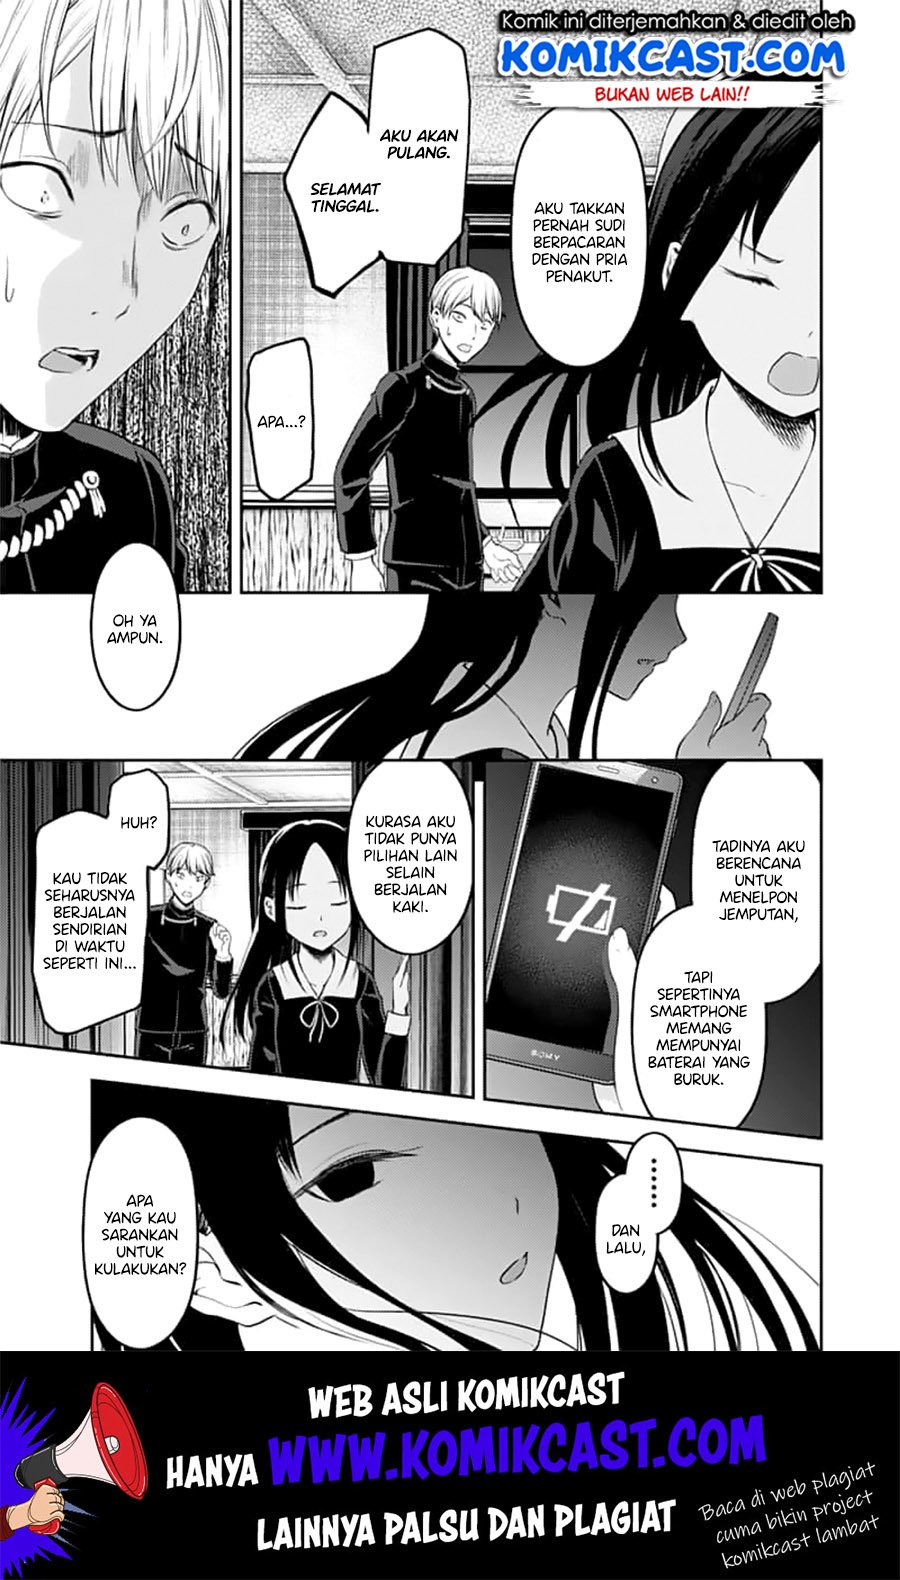 Komik ini diterjemahkan & diedit oleh
KOMIKCAST.COM
BUKAN WEB LAIN!!
AKU TAKKAN
PERNAH SUDI
BERPACARAN
DENGAN PRIA
PENAKUT.
AKU AKAN
PULANG.
SELAMAT
TINGGAL.
APA...?
OH YA
AMPUN.
TADINYA AKU
BERENCANA
UNTUK
MENELPON
JEMPUTAN,
TAPI
SEPERTINYA
SMARTPHONE
MEMANG
MEMPUNYAI
BATERAI YANG
BURUK.
SOWY
KURASA AKU
TIDAK PUNYA
PILIHAN LAIN
SELAIN
BERJALAN
KAKI.
HUH?
KAU TIDAK
SEHARUSNYA
BERJALAN
SENDIRIAN
DI WAKTU
SEPERTI INI...
......
DAN
LALU,
APA
YANG KAU
SARANKAN
UNTUK
KULAKUKAN?
WEB ASLI KOMIKCAST
HANYA WWW.KOMIKCAST.COM
LAINNYA PALSU DAN PLAGIAT
Baca di web plagiat
cuma bikin project
komikcast lambat